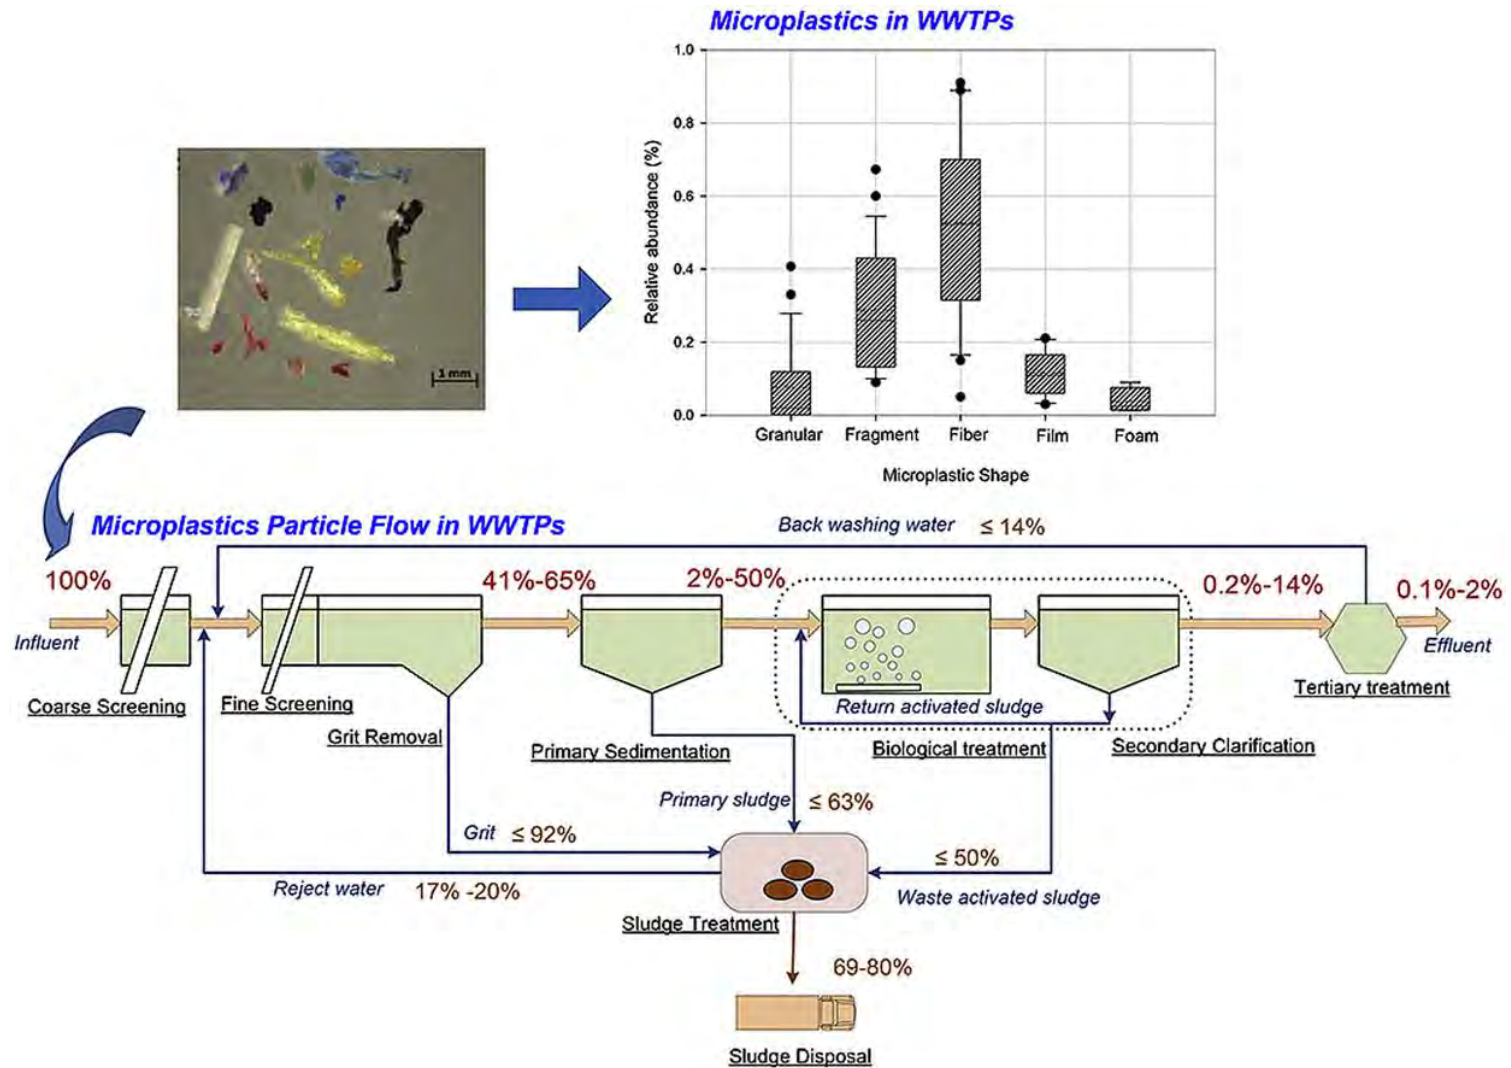 Microplastics in WWTPs
1.0
0.8
0.6
0.4
0.2
0.0
Relative abundance (%)
Granular
Fragment
Fiber
Film
Foam
Microplastic Shape
1 mm
Microplastics Particle Flow in WWTPs
Back washing water ≤ 14%
100%
41%-65%
2%-50%
0.2%-14%
0.1%-2%
Influent
Effluent
Coarse Screening
Fine Screening
Grit Removal
Primary Sedimentation
Return activated sludge
Biological treatment
Secondary Clarification
Tertiary treatment
Primary sludge ≤ 63%
Grit ≤ 92%
≤ 50%
Reject water 17% -20%
Waste activated sludge
Sludge Treatment
69-80%
Sludge Disposal